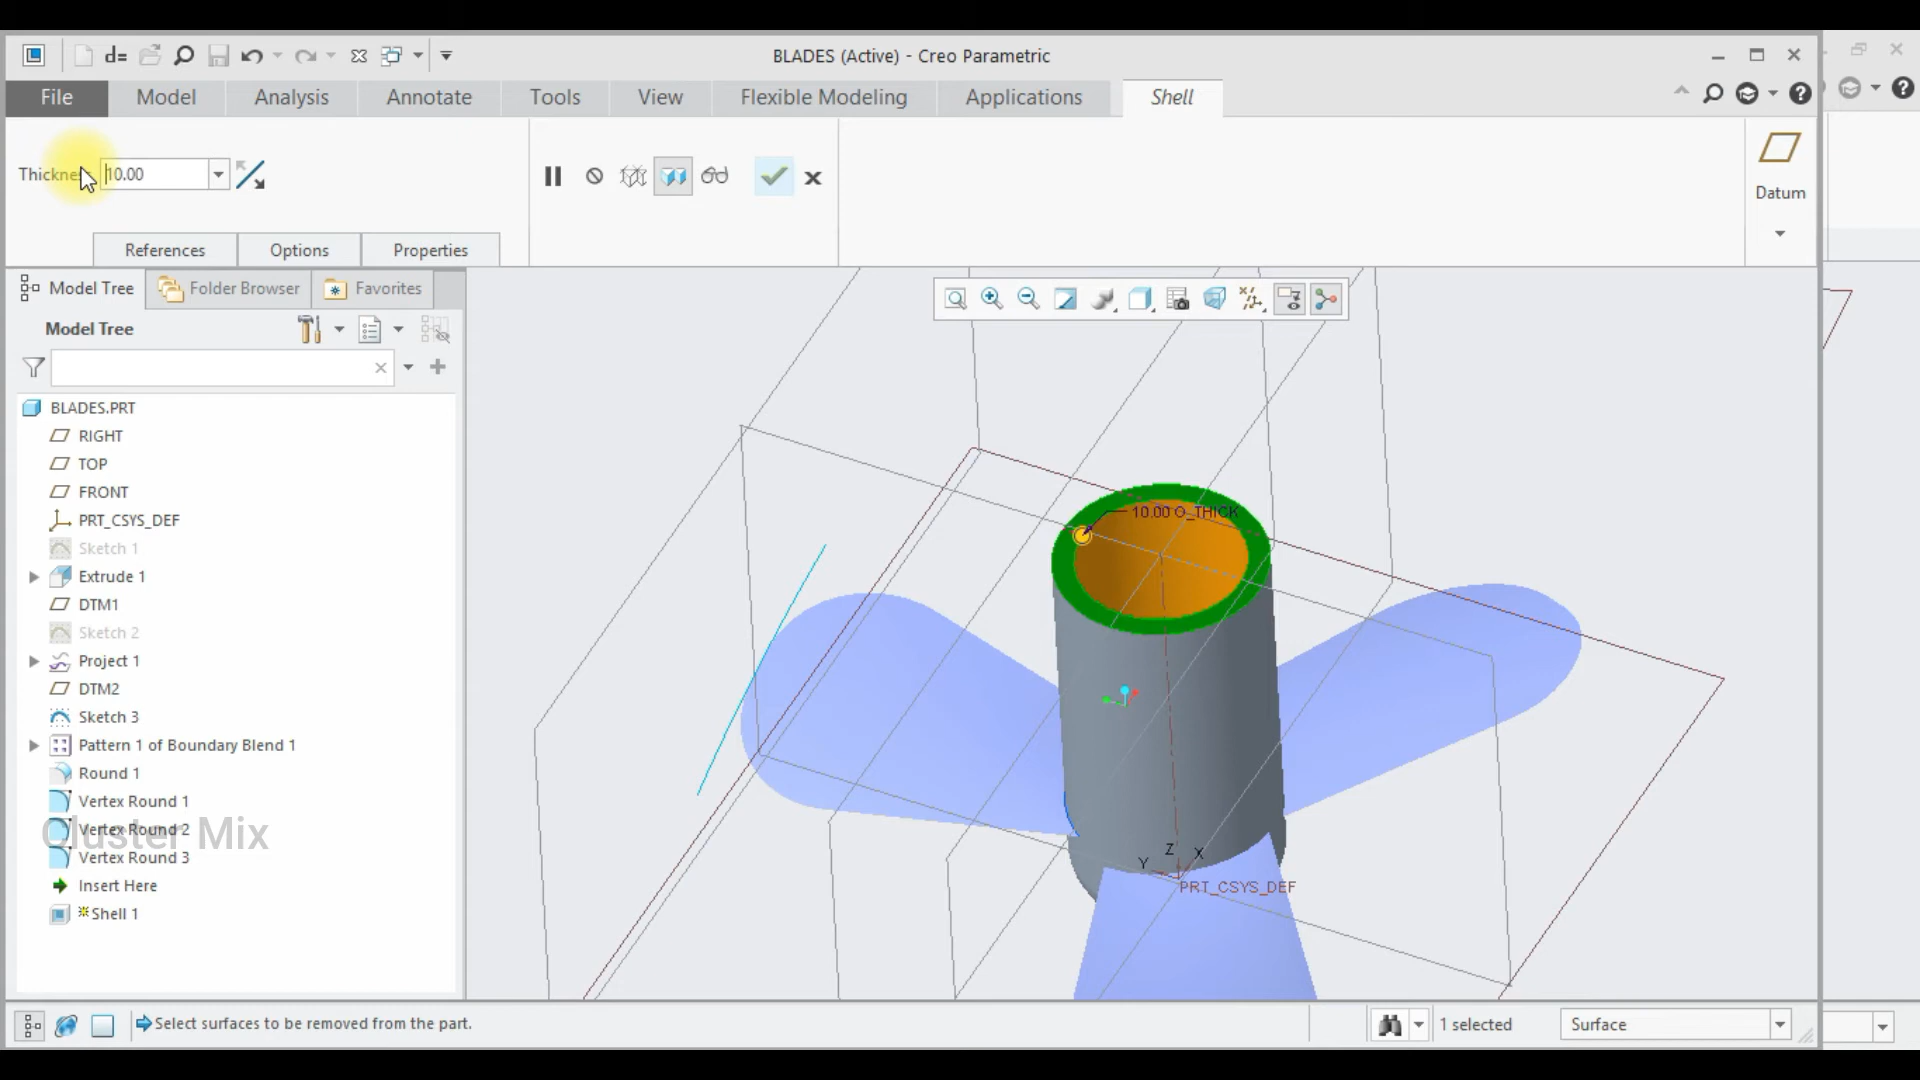 d=
BLADES (Active) - Creo Parametric
File Model Analysis Annotate Tools View Flexible Modeling Applications Shell
Thickness 10.00
Datum
References Options Properties
Model Tree Folder Browser Favorites
Model Tree
BLADES.PRT
RIGHT
TOP
FRONT
PRT_CSYS_DEF
Sketch 1
Extrude 1
DTM1
Sketch 2
Project 1
DTM2
Sketch 3
Pattern 1 of Boundary Blend 1
Round 1
Vertex Round 1
Vertex Round 2
Cluster Mix
Vertex Round 3
Insert Here
Shell 1
10.00 O_THICK
Z
Y X
PRT_CSYS_DEF
Select surfaces to be removed from the part.
1 selected
Surface